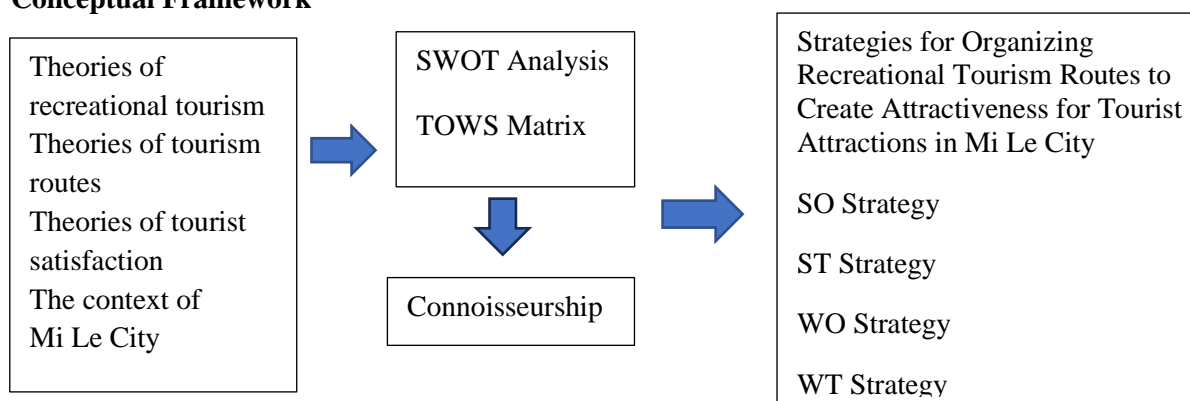 Conceptual Framework
Theories of
recreational tourism
Theories of tourism
routes
Theories of tourist
satisfaction
The context of
Mi Le City
SWOT Analysis
TOWS Matrix
Connoisseurship
Strategies for Organizing
Recreational Tourism Routes to
Create Attractiveness for Tourist
Attractions in Mi Le City
SO Strategy
ST Strategy
WO Strategy
WT Strategy